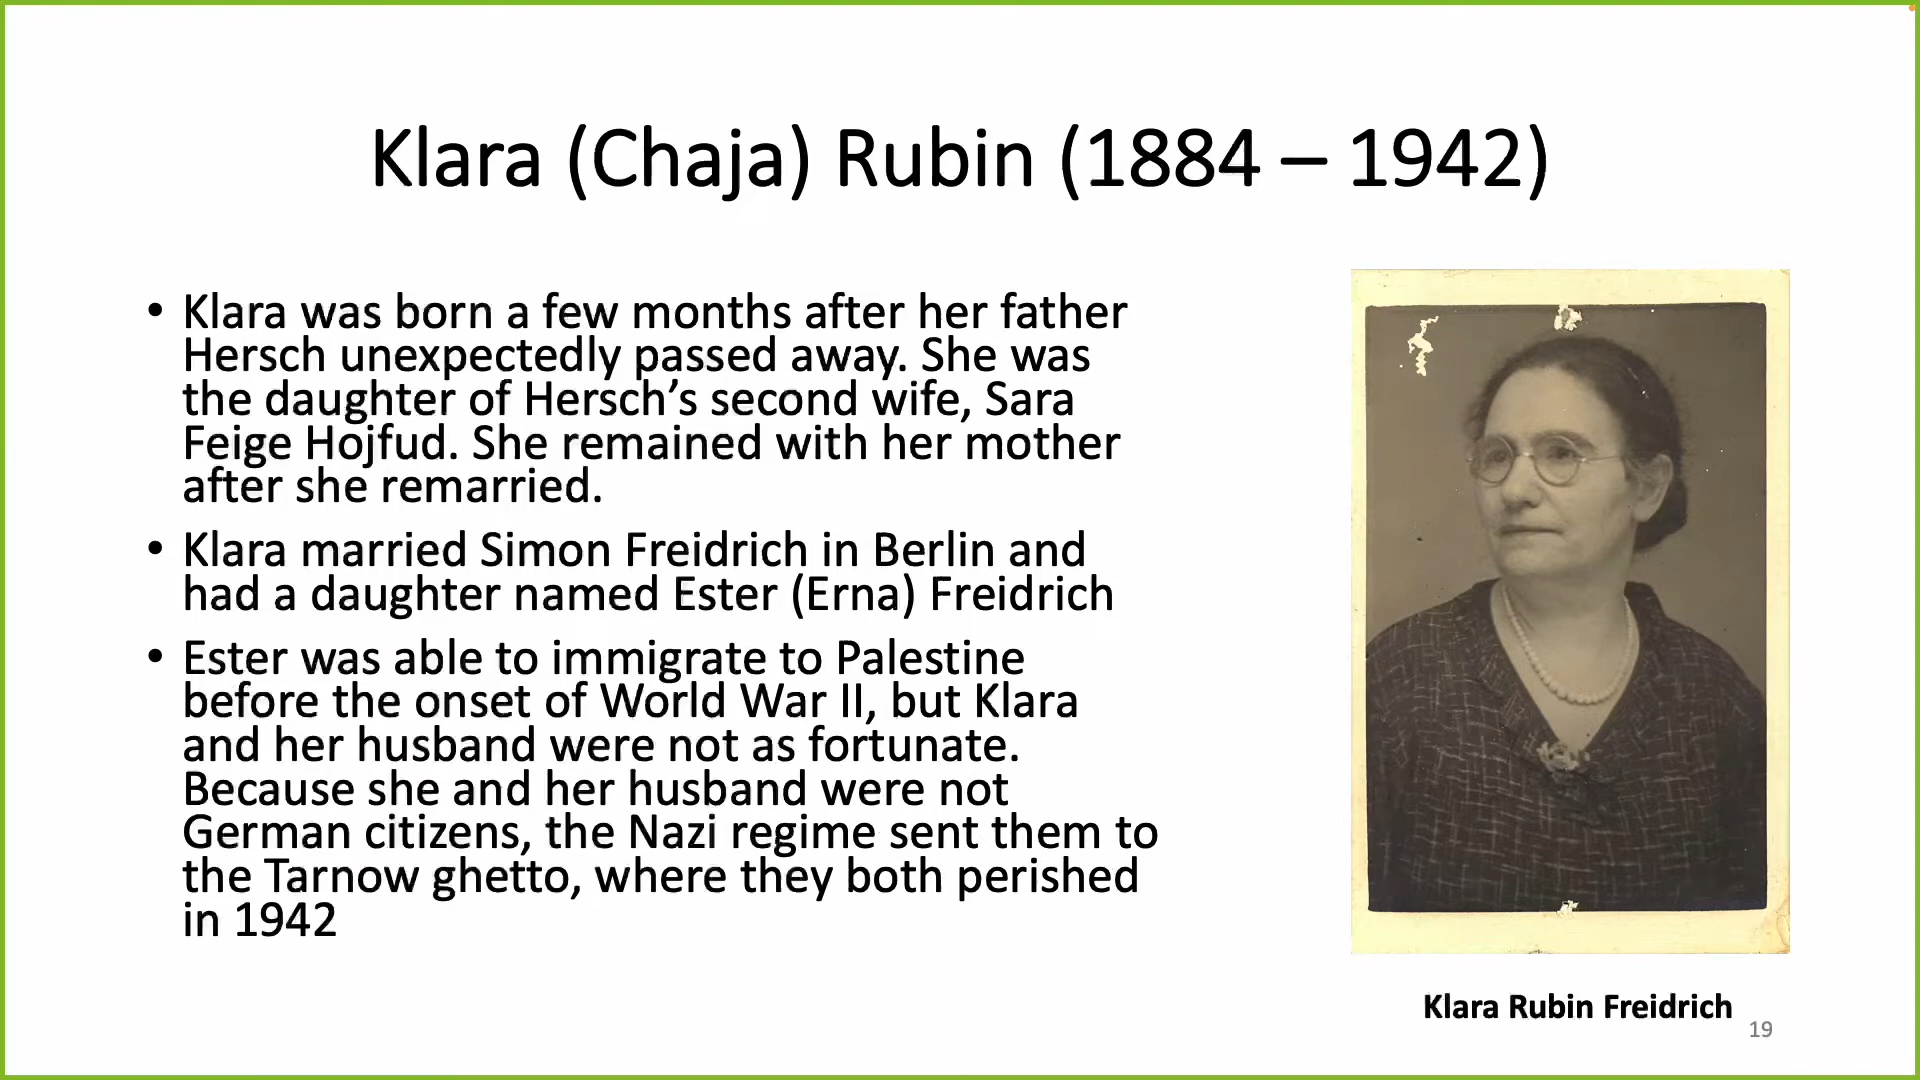 Klara (Chaja) Rubin (1884 – 1942)
• Klara was born a few months after her father
Hersch unexpectedly passed away. She was
the daughter of Hersch’s second wife, Sara
Feige Hojfud. She remained with her mother
after she remarried.
• Klara married Simon Freidrich in Berlin and
had a daughter named Ester (Erna) Freidrich
• Ester was able to immigrate to Palestine
before the onset of World War II, but Klara
and her husband were not as fortunate.
Because she and her husband were not
German citizens, the Nazi regime sent them to
the Tarnow ghetto, where they both perished
in 1942
Klara Rubin Freidrich
19